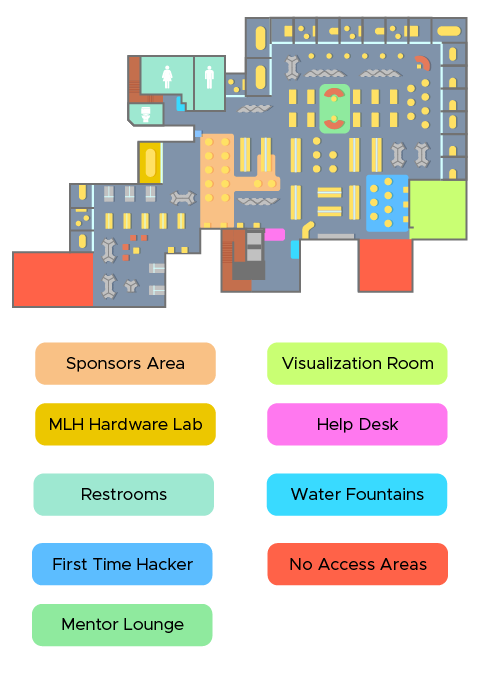 Sponsors Area
Visualization Room
MLH Hardware Lab
Help Desk
Restrooms
Water Fountains
First Time Hacker
No Access Areas
Mentor Lounge